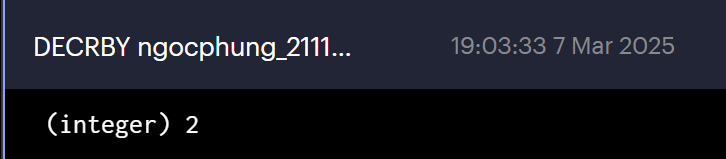 DECRBY ngocphung_2111...
19:03:33 7 Mar 2025
(integer) 2